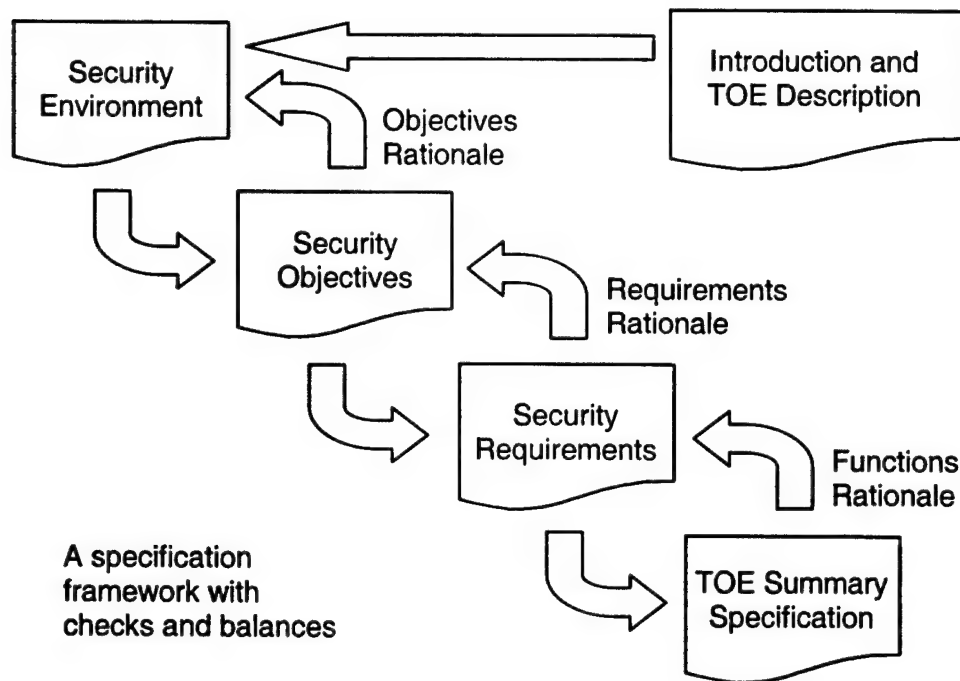 Security
Environment
Introduction and
TOE Description
Objectives
Rationale
Security
Objectives
Requirements
Rationale
Security
Requirements
Functions
Rationale
A specification
framework with
checks and balances
TOE Summary
Specification